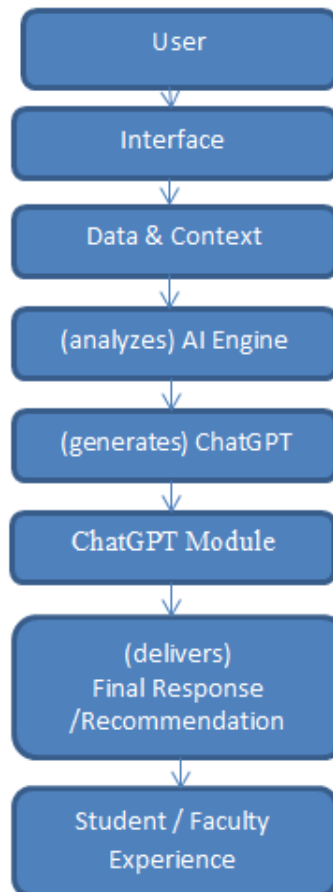 User
Interface
Data & Context
(analyzes) AI Engine
(generates) ChatGPT
ChatGPT Module
(delivers)
Final Response
/Recommendation
Student / Faculty
Experience